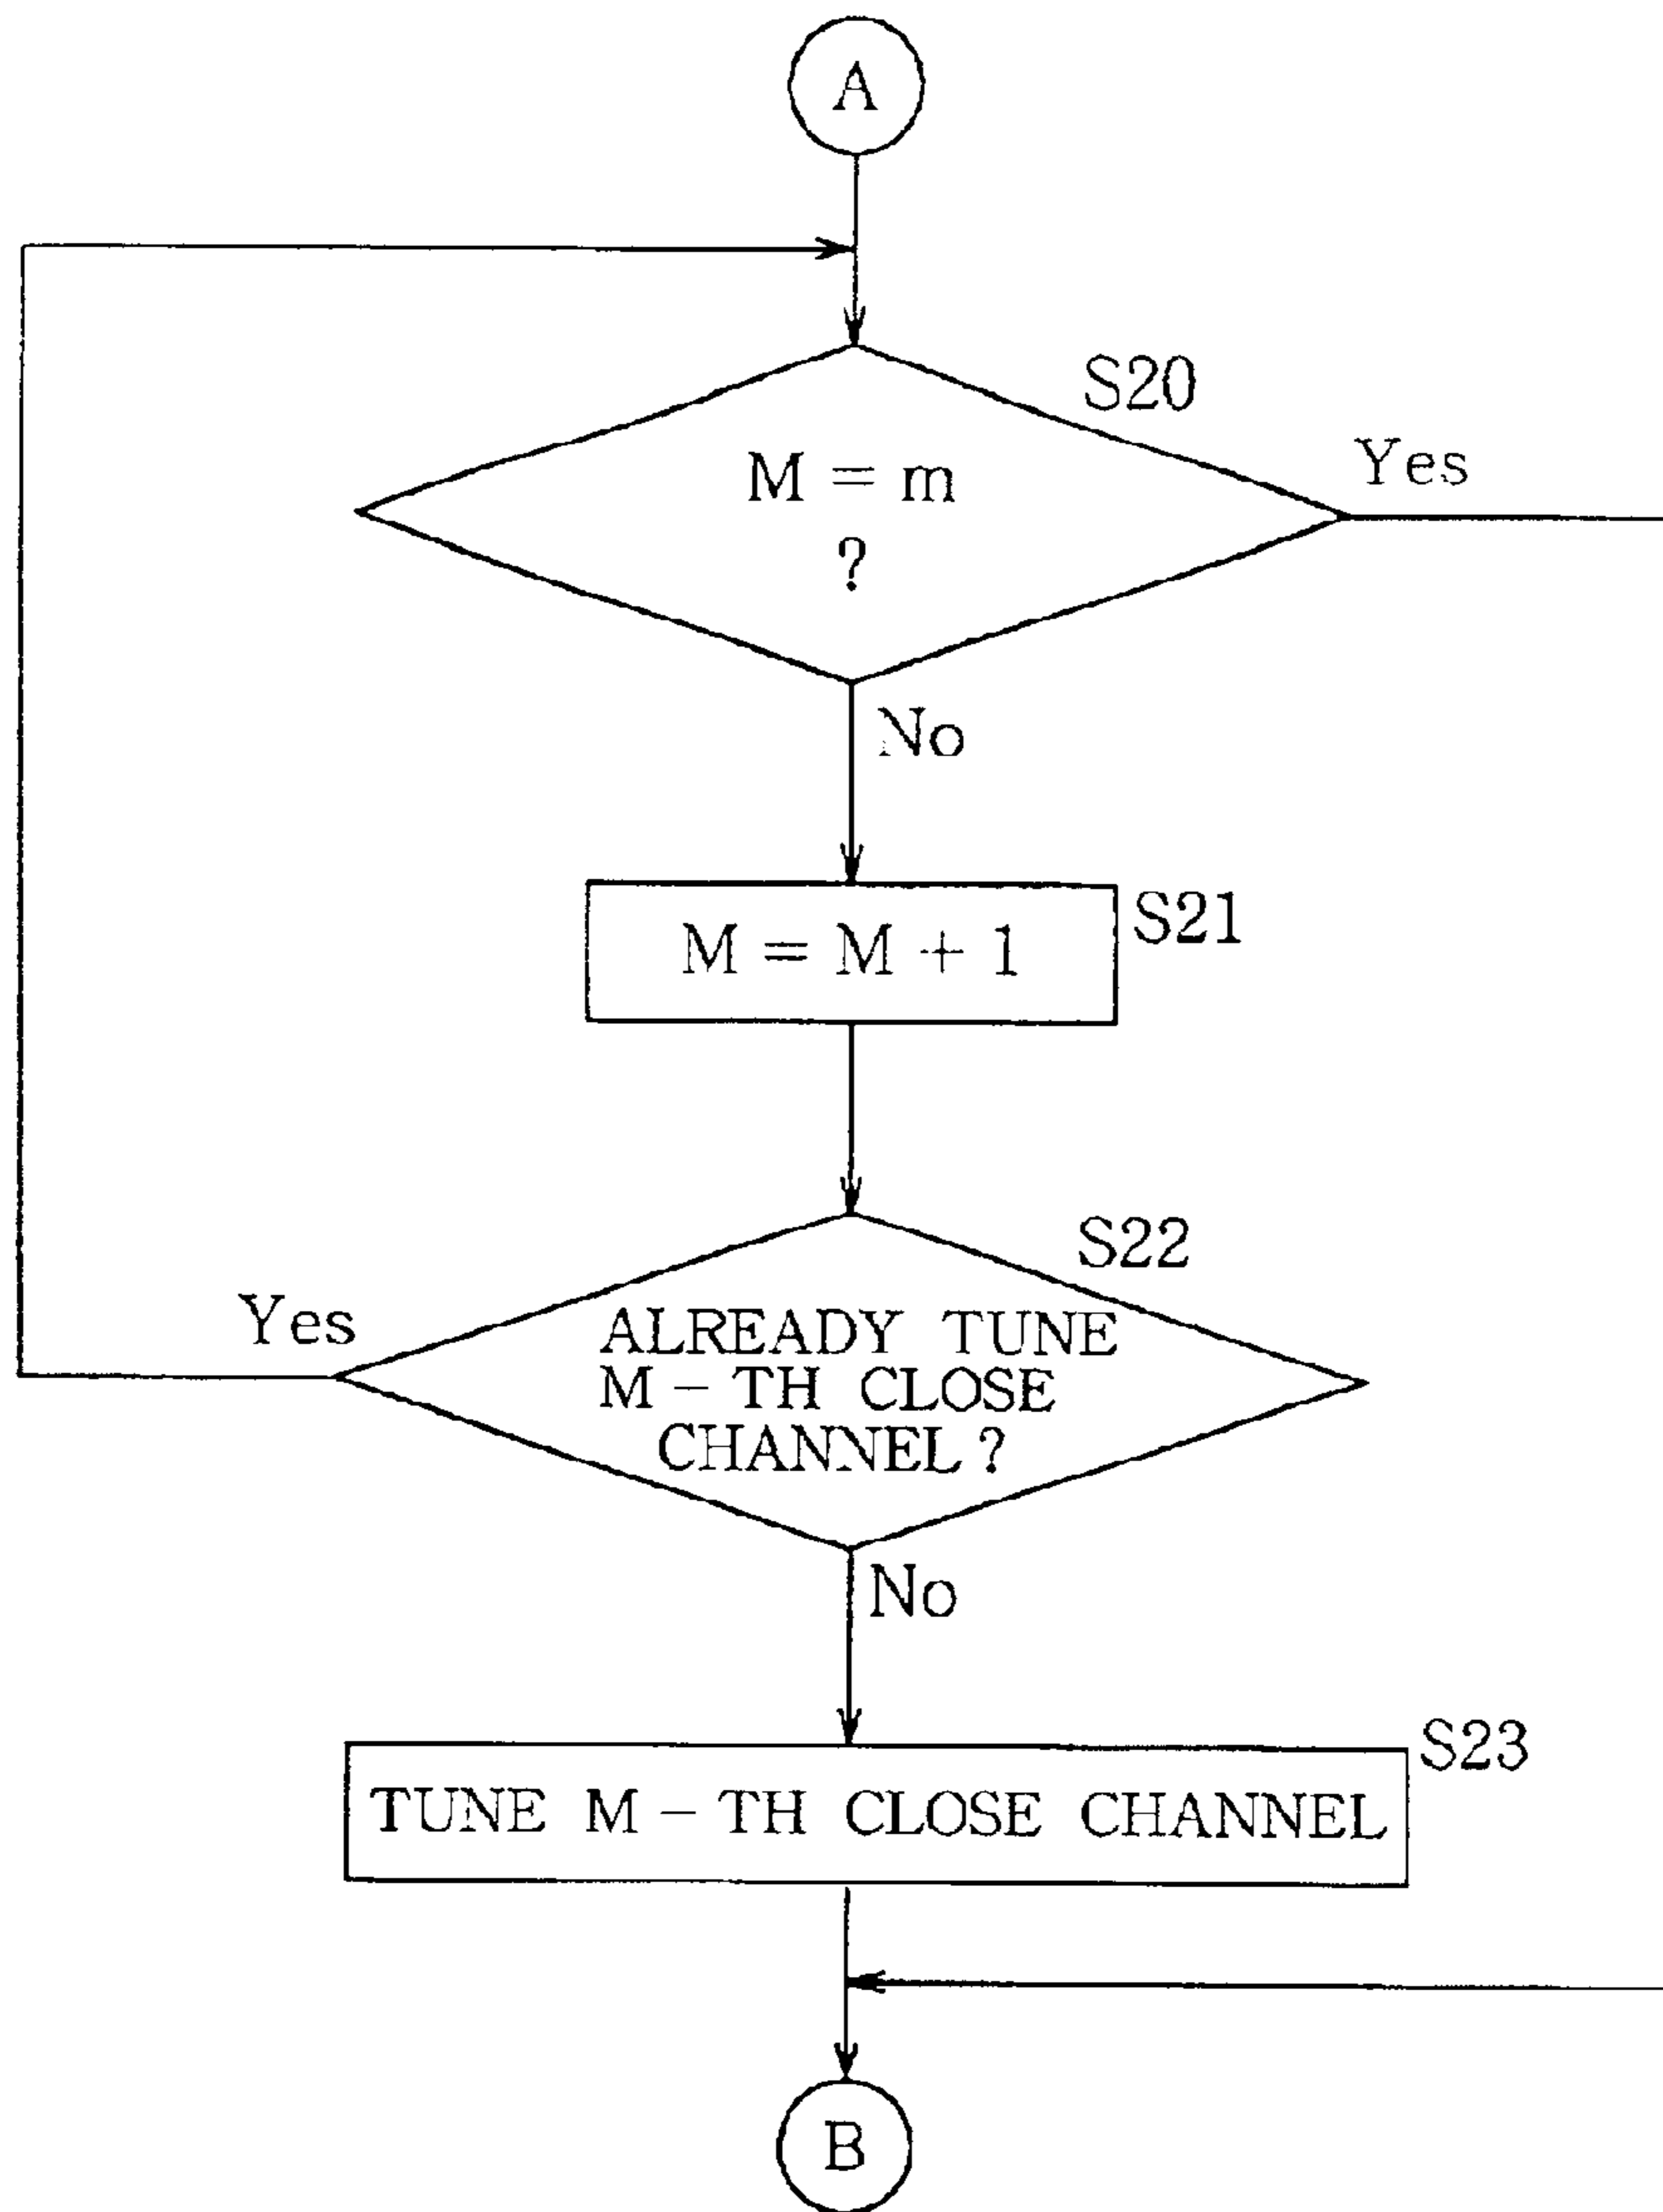 A
S20
M = m
Yes
?
No
S21
M = M + 1
S22
Yes
ALREADY TUNE
M - TH CLOSE
CHANNEL ?
No
S23
TUNE M - TH CLOSE CHANNEL
B